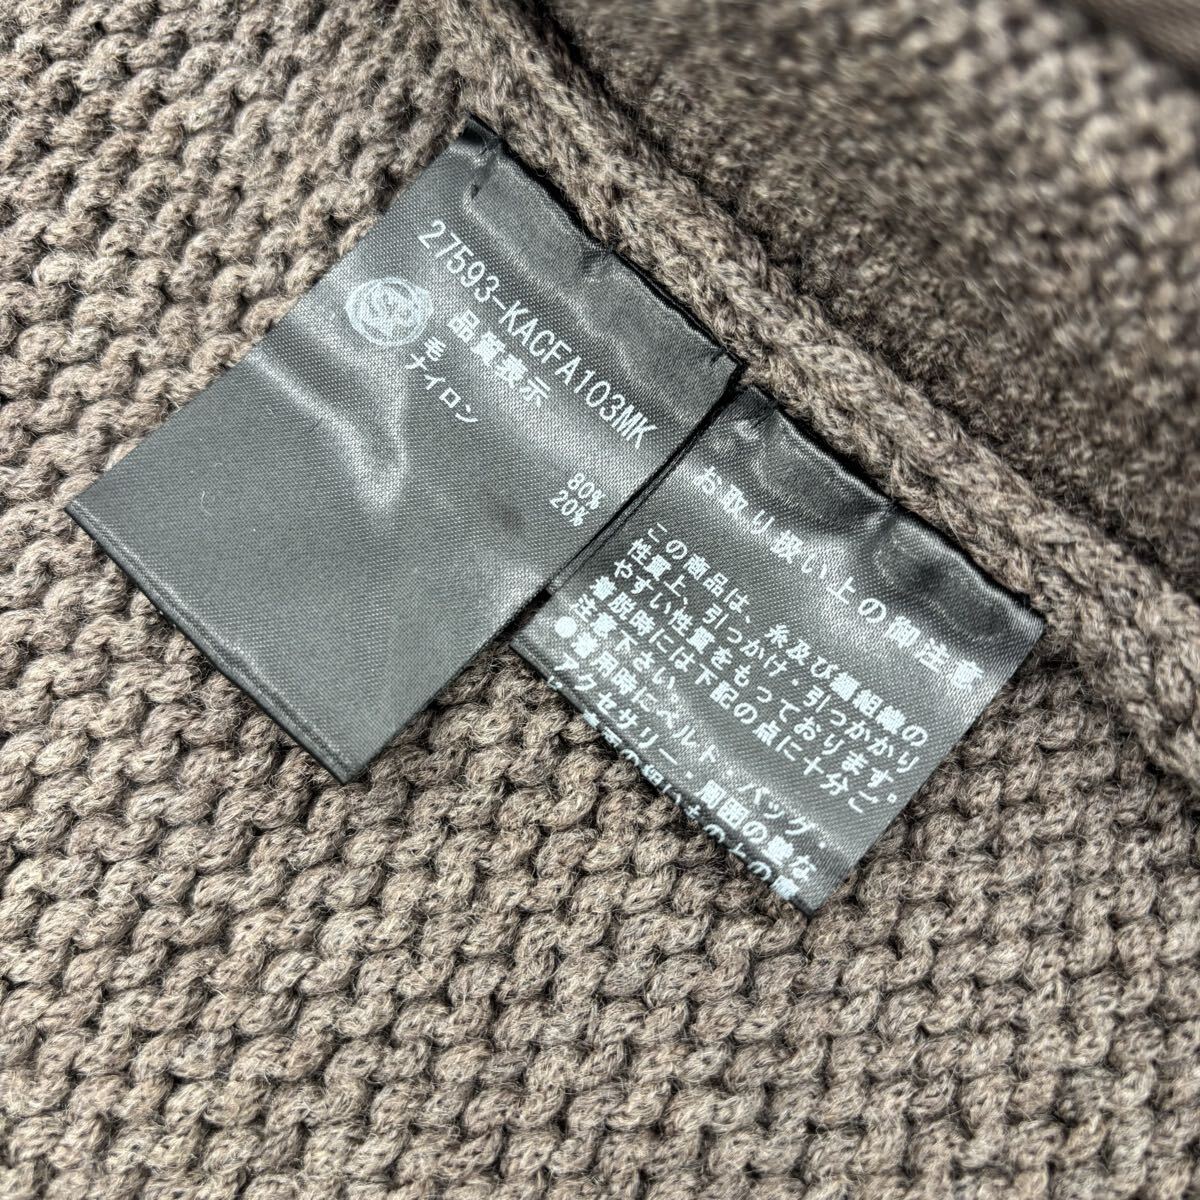 27593-KACFA103MK
品質表示
毛 80%
ナイロン 20%
お取り扱い上の御注意
この商品は、糸及び編組織の
性質上、引っかけ・引っかかり
やすい性質をもっております。
着脱時には下記の点に十分ご
注意下さい。
●着用時にベルト・バッグ・
アクセサリー・周囲の壁な